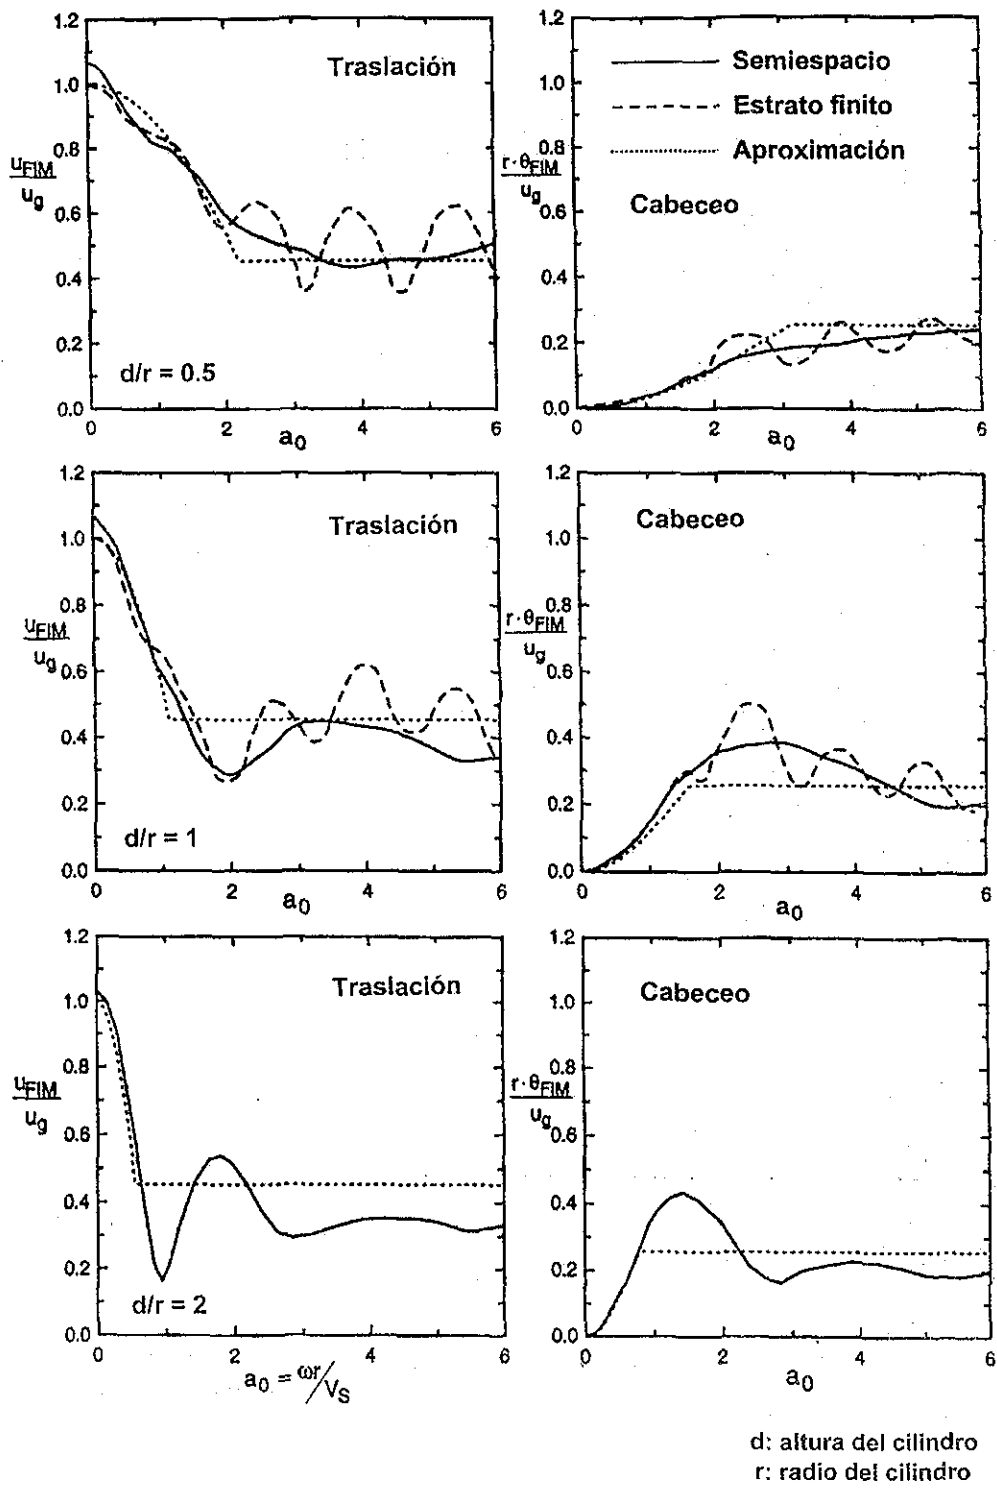 1.2
1.0
0.8
0.6
0.4
0.2
0.0
u_FIM
u_g
Traslación
d/r = 0.5
0 2 4 6
a_0
1.2
1.0
0.8
0.6
0.4
0.2
0.0
r·θ_FIM
u_g
Semiespacio
Estrato finito
Aproximación
Cabeceo
0 2 4 6
a_0
1.2
1.0
0.8
0.6
0.4
0.2
0.0
u_FIM
u_g
Traslación
d/r = 1
0 2 4 6
a_0
1.2
1.0
0.8
0.6
0.4
0.2
0.0
r·θ_FIM
u_g
Cabeceo
0 2 4 6
a_0
1.2
1.0
0.8
0.6
0.4
0.2
0.0
u_FIM
u_g
Traslación
d/r = 2
0 2 4 6
a_0 = ωr/V_S
1.2
1.0
0.8
0.6
0.4
0.2
0.0
r·θ_FIM
u_g
Cabeceo
0 2 4 6
a_0
d: altura del cilindro
r: radio del cilindro